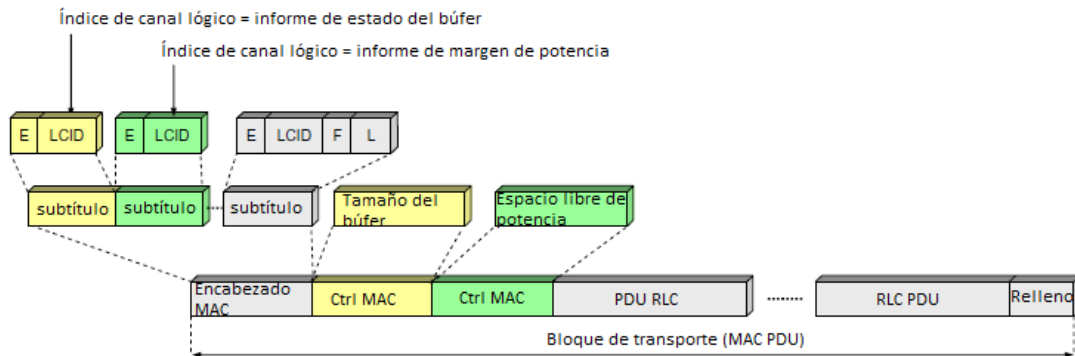 Índice de canal lógico = informe de estado del búfer
Índice de canal lógico = informe de margen de potencia
E LCID E LCID E LCID F L
subtítulo subtítulo subtítulo Tamaño del búfer Espacio libre de potencia
Encabezado MAC Ctrl MAC Ctrl MAC PDU RLC ........ RLC PDU Relleno
Bloque de transporte (MAC PDU)